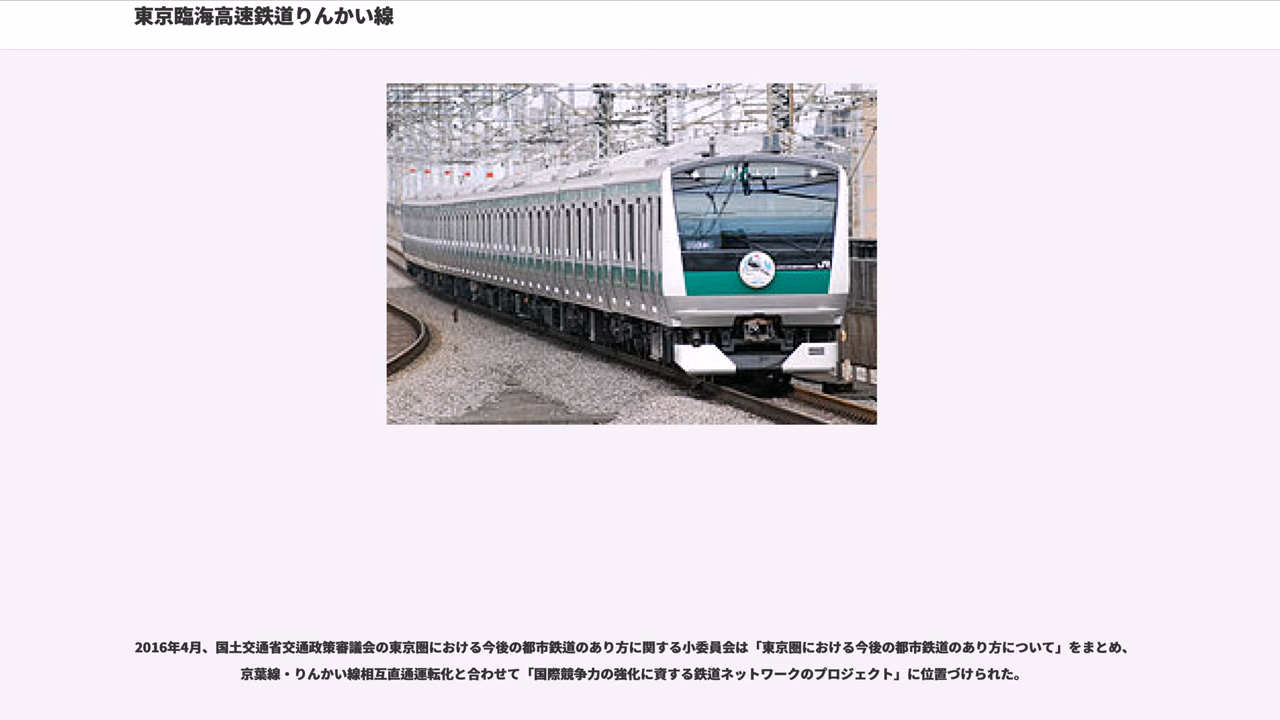 東京臨海高速鉄道りんかい線
JR
2016年4月、国土交通省交通政策審議会の東京圏における今後の都市鉄道のあり方に関する小委員会は「東京圏における今後の都市鉄道のあり方について」をまとめ、
京葉線・りんかい線相互直通運転化と合わせて「国際競争力の強化に資する鉄道ネットワークのプロジェクト」に位置づけられた。